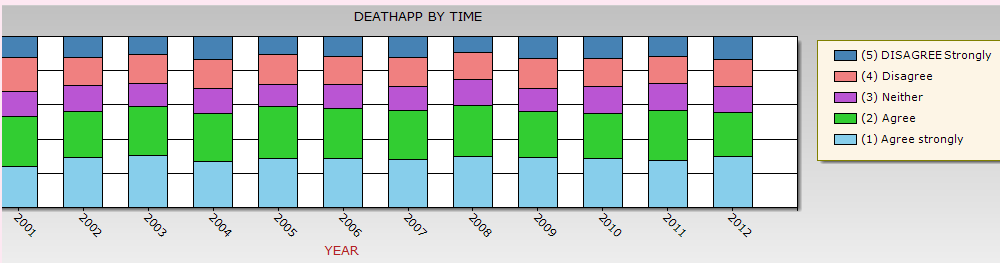 DEATHAPP BY TIME
(5) DISAGREE Strongly
(4) Disagree
(3) Neither
(2) Agree
(1) Agree strongly
2001 2002 2003 2004 2005 2006 2007 2008 2009 2010 2011 2012
YEAR